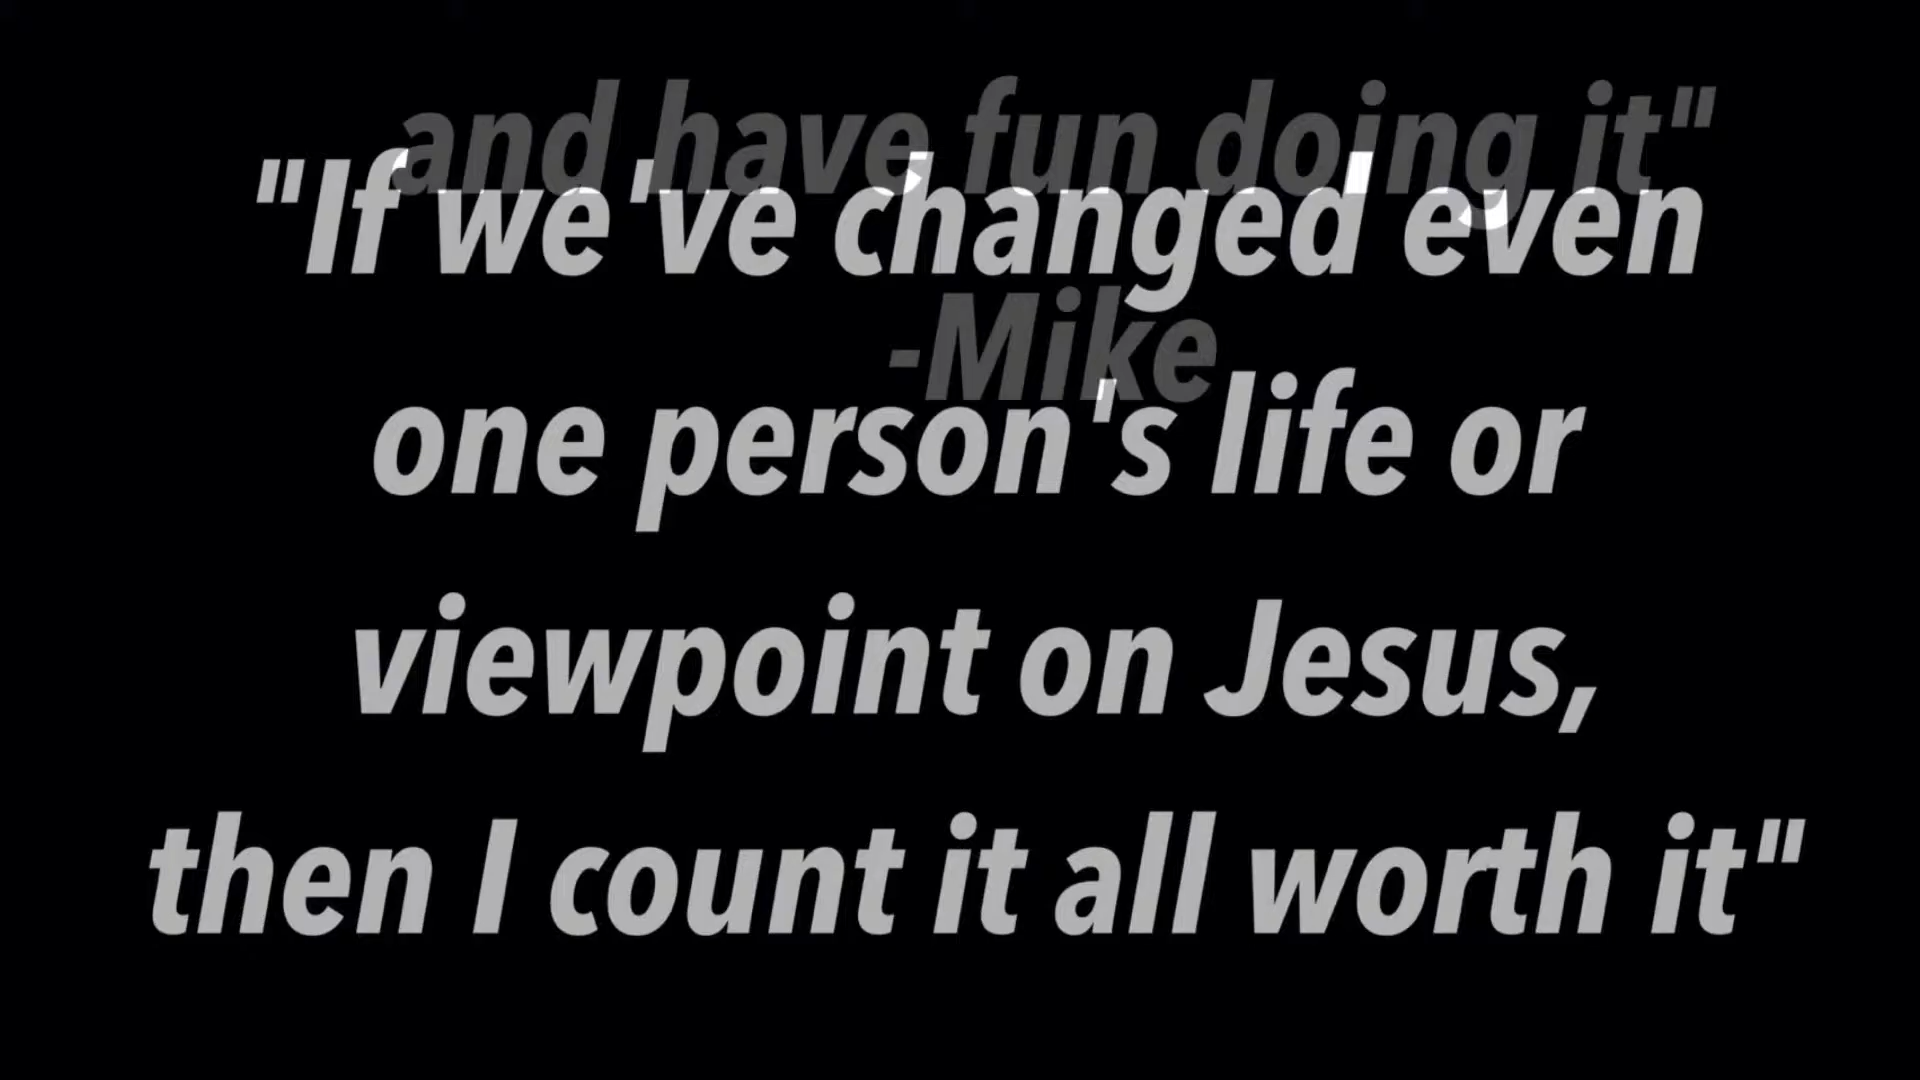 and have fun doing it"
"If we've changed even
-Mike
one person's life or
viewpoint on Jesus,
then I count it all worth it"